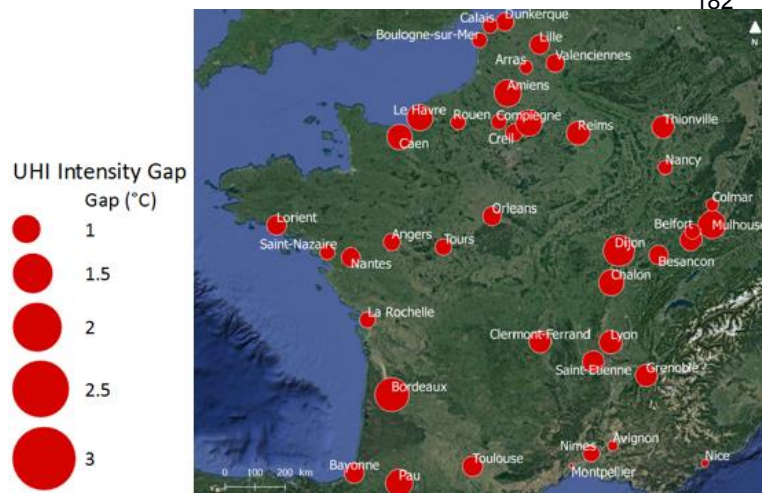 182
Calais
Dunkerque
Boulogne-sur-Mer
Lille
Arras
Valenciennes
Amiens
Le Havre
Rouen
Compiegne
Reims
Thionville
Caen
Creil
Nancy
Colmar
Lorient
Orleans
Belfort
Mulhouse
Saint-Nazaire
Angers
Tours
Dijon
Nantes
Besancon
Chalon
La Rochelle
Clermont-Ferrand
Lyon
Saint-Etienne
Grenoble
Bordeaux
Nimes
Avignon
Bayonne
Toulouse
Montpellier
Nice
Pau
0 100 200 km
N
UHI Intensity Gap
Gap (°C)
1
1.5
2
2.5
3